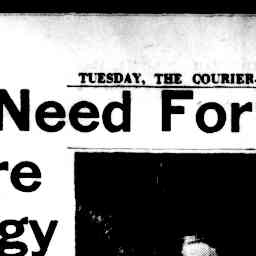 TUESDAY, THE COURIER-
Need For
re
gy